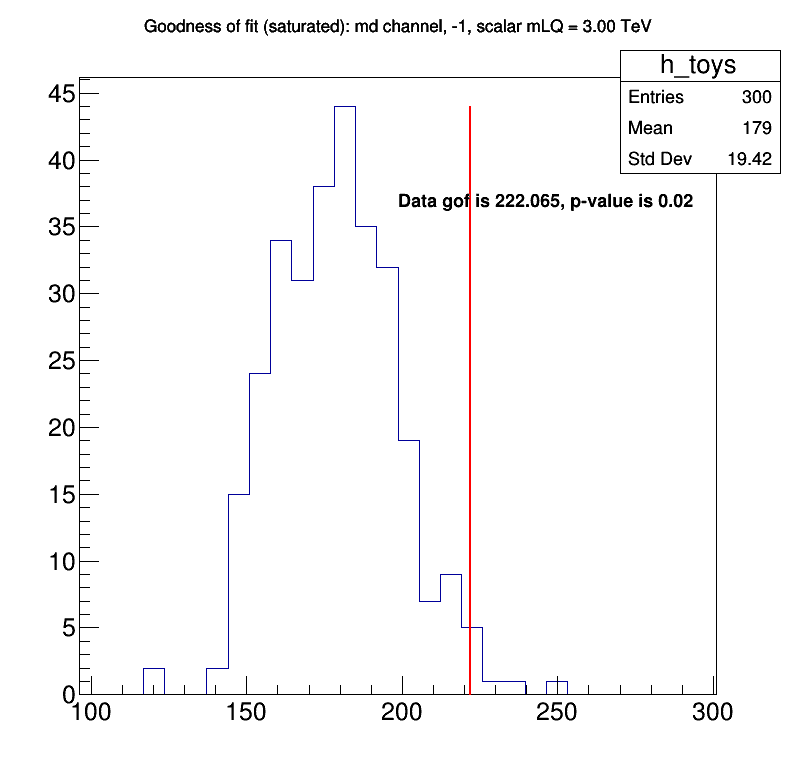 Goodness of fit (saturated): md channel, -1, scalar mLQ = 3.00 TeV
h_toys
Entries 300
Mean 179
Std Dev 19.42
Data gof is 222.065, p-value is 0.02
45
40
35
30
25
20
15
10
5
0
100 150 200 250 300